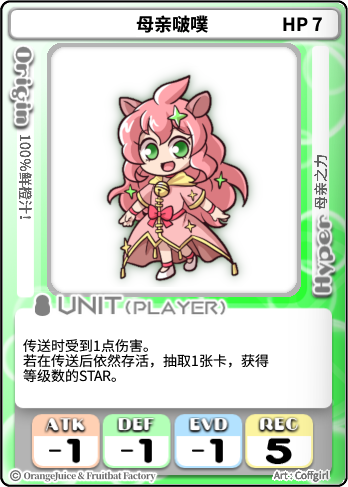 母亲啵噗 HP 7
Origin
100%鲜橙汁!
Hyper 母亲之力
UNIT(PLAYER)
传送时受到1点伤害。
若在传送后依然存活，抽取1张卡，获得
等级数的STAR。
ATK DEF EVD REC
-1 -1 -1 5
© OrangeJuice & Fruitbat Factory Art : Coffgirl